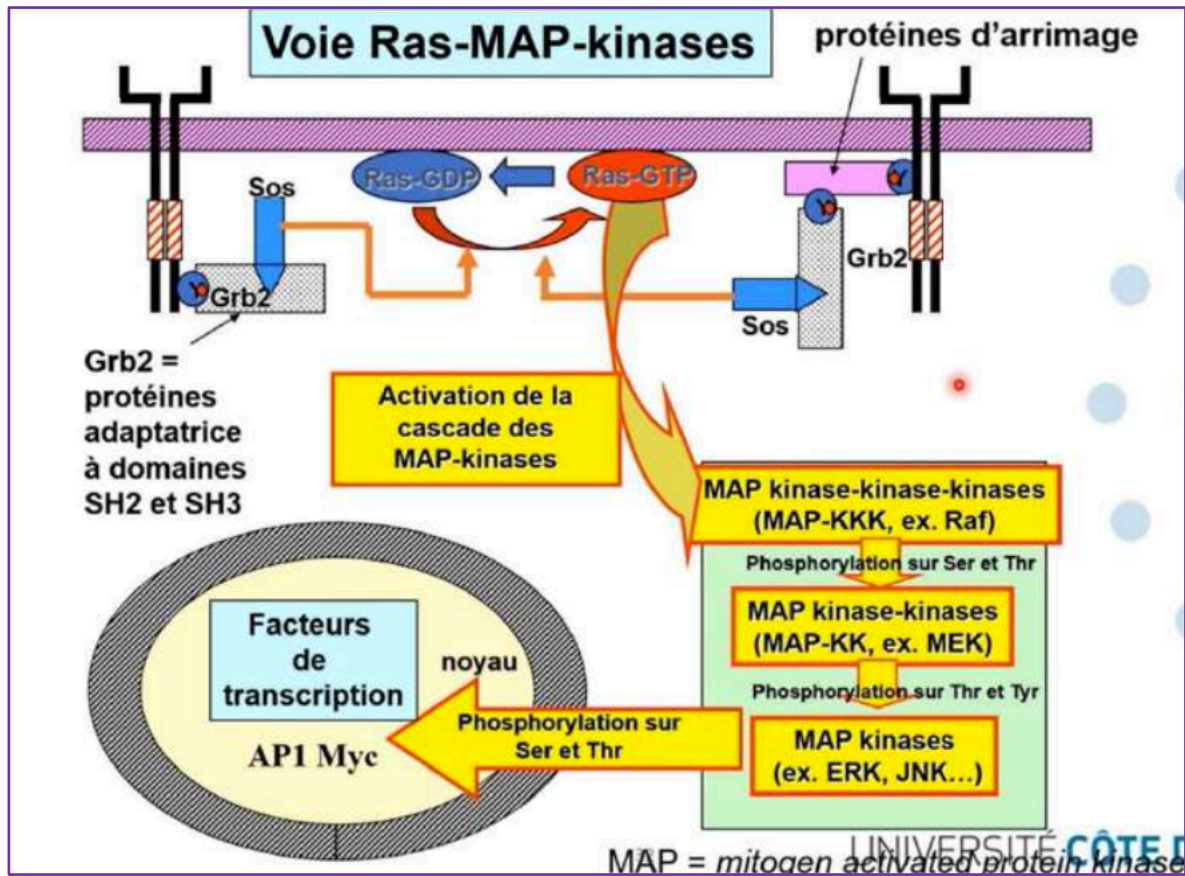 Voie Ras-MAP-kinases
protéines d'arrimage
Ras-GDP
Ras-GTP
Sos
Y
Y
Y
Grb2
Grb2
Sos
Grb2 =
protéines
adaptatrice
à domaines
SH2 et SH3
Activation de la
cascade des
MAP-kinases
MAP kinase-kinase-kinases
(MAP-KKK, ex. Raf)
Phosphorylation sur Ser et Thr
MAP kinase-kinases
(MAP-KK, ex. MEK)
Phosphorylation sur Thr et Tyr
MAP kinases
(ex. ERK, JNK...)
Facteurs
de
transcription
noyau
Phosphorylation sur
Ser et Thr
AP1 Myc
UNIVERSITÉ CÔTE D
MAP = mitogen activated protein kinase